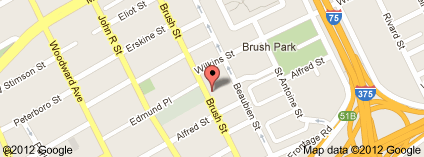 Eliot St
Brush St
John R St
Woodward Ave
Erskine St
Wilkins St
Brush Park
75
Rivard St
Stimson St
Peterboro St
Edmund Pl
Alfred St
Beaubien St
St Antoine St
375
51B
Alfred St
Brush St
Frontage Rd
©2012 Google
Map data ©2012 Google